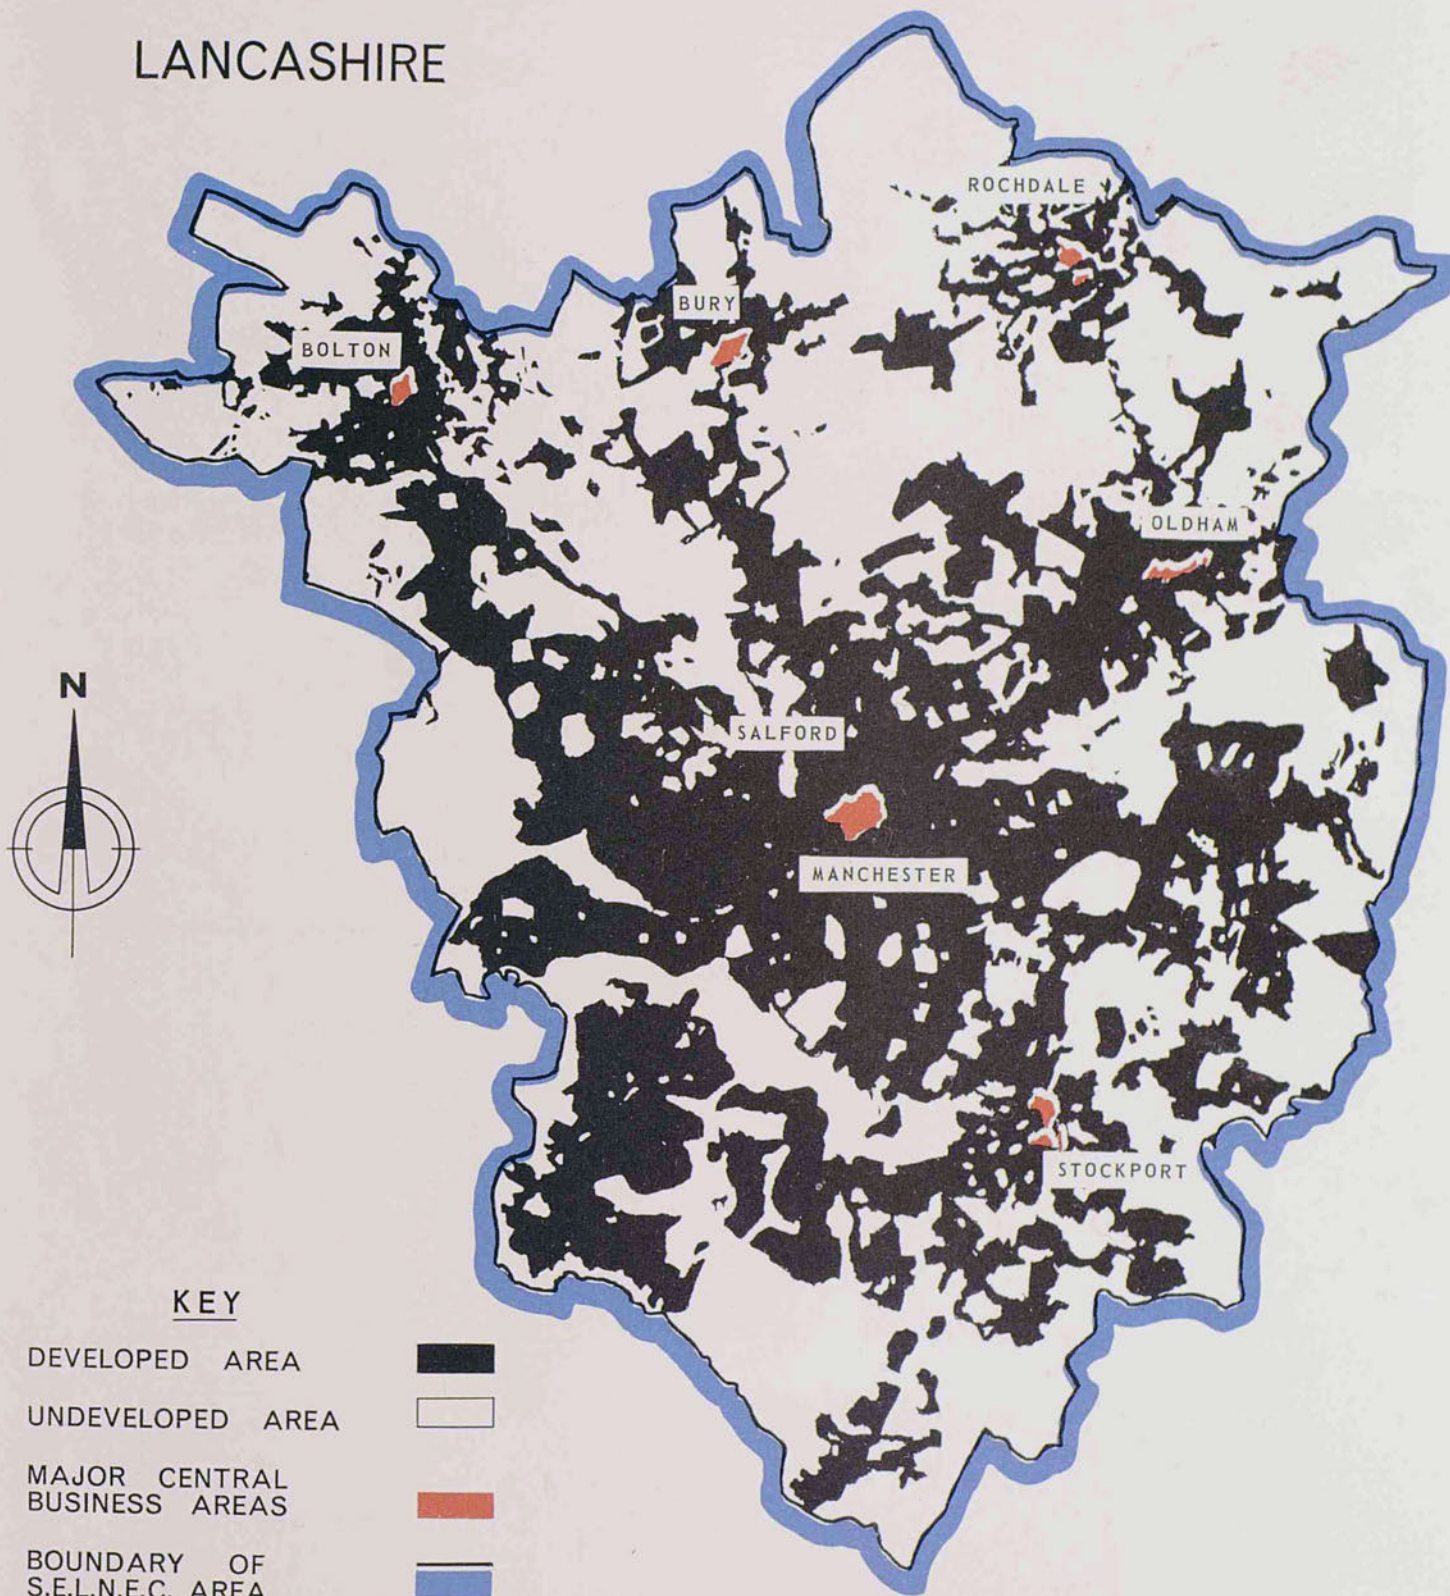 LANCASHIRE
ROCHDALE
BURY
BOLTON
OLDHAM
N
SALFORD
MANCHESTER
STOCKPORT
KEY
DEVELOPED AREA
UNDEVELOPED AREA
MAJOR CENTRAL
BUSINESS AREAS
BOUNDARY OF
S.E.L.N.E.C. AREA